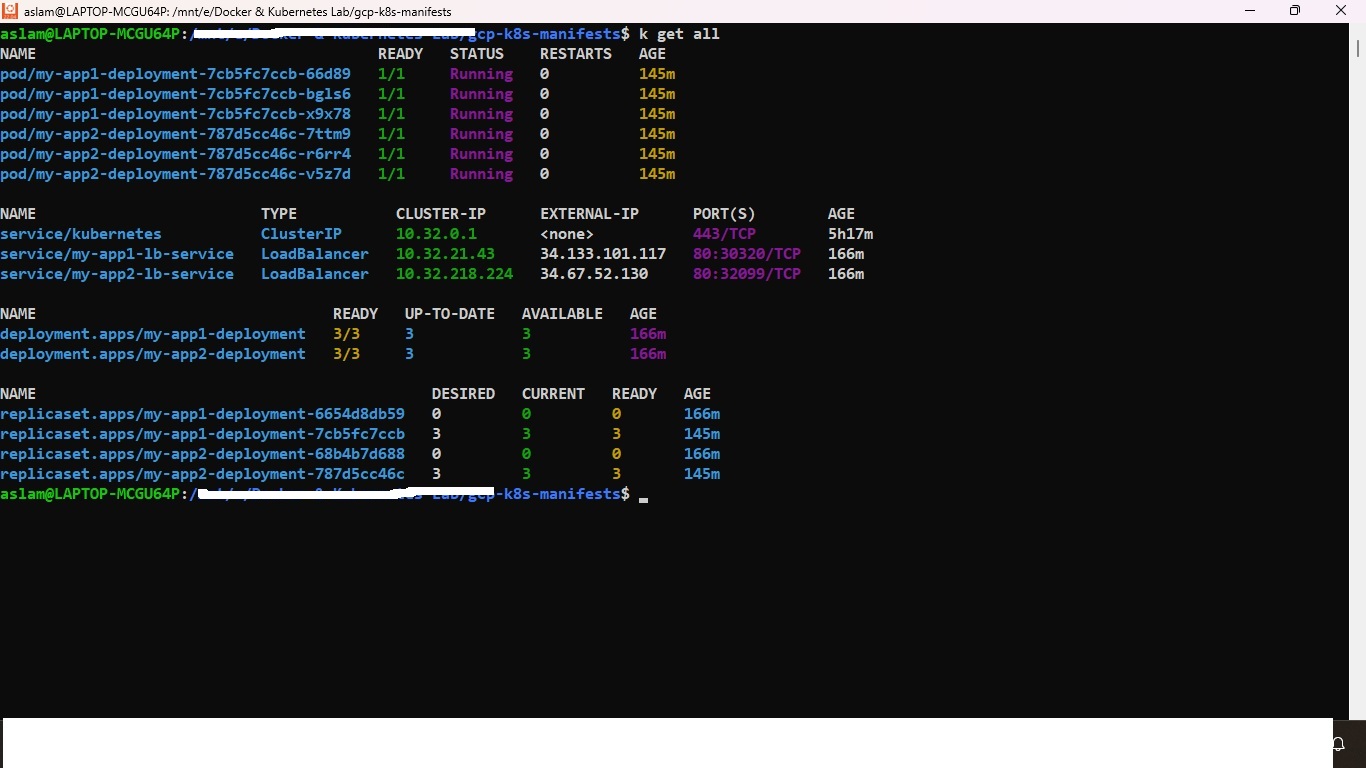 aslam@LAPTOP-MCGU64P: /mnt/e/Docker & Kubernetes Lab/gcp-k8s-manifests
aslam@LAPTOP-MCGU64P:/ gcp-k8s-manifests$ k get all
NAME READY STATUS RESTARTS AGE
pod/my-app1-deployment-7cb5fc7ccb-66d89 1/1 Running 0 145m
pod/my-app1-deployment-7cb5fc7ccb-bgls6 1/1 Running 0 145m
pod/my-app1-deployment-7cb5fc7ccb-x9x78 1/1 Running 0 145m
pod/my-app2-deployment-787d5cc46c-7ttm9 1/1 Running 0 145m
pod/my-app2-deployment-787d5cc46c-r6rr4 1/1 Running 0 145m
pod/my-app2-deployment-787d5cc46c-v5z7d 1/1 Running 0 145m
NAME TYPE CLUSTER-IP EXTERNAL-IP PORT(S) AGE
service/kubernetes ClusterIP 10.32.0.1 <none> 443/TCP 5h17m
service/my-app1-lb-service LoadBalancer 10.32.21.43 34.133.101.117 80:30320/TCP 166m
service/my-app2-lb-service LoadBalancer 10.32.218.224 34.67.52.130 80:32099/TCP 166m
NAME READY UP-TO-DATE AVAILABLE AGE
deployment.apps/my-app1-deployment 3/3 3 3 166m
deployment.apps/my-app2-deployment 3/3 3 3 166m
NAME DESIRED CURRENT READY AGE
replicaset.apps/my-app1-deployment-6654d8db59 0 0 0 166m
replicaset.apps/my-app1-deployment-7cb5fc7ccb 3 3 3 145m
replicaset.apps/my-app2-deployment-68b4b7d688 0 0 0 166m
replicaset.apps/my-app2-deployment-787d5cc46c 3 3 3 145m
aslam@LAPTOP-MCGU64P:/ -k8s-manifests$